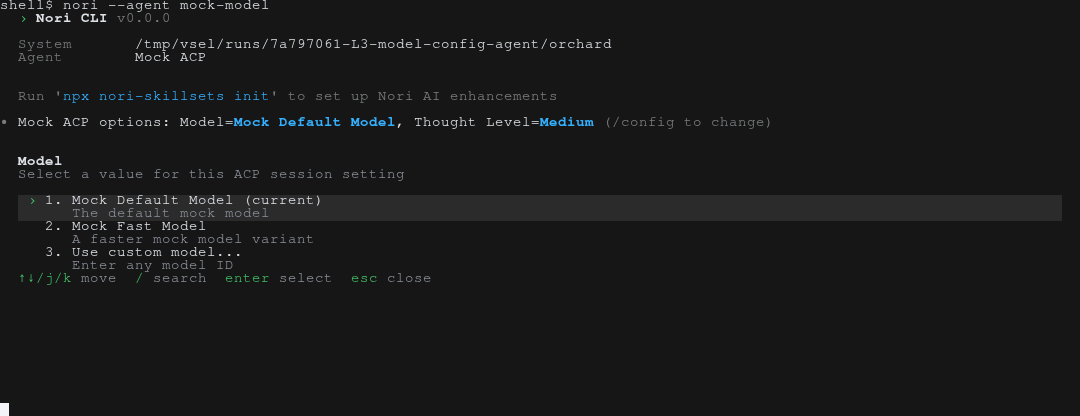 shell$ nori --agent mock-model
› Nori CLI v0.0.0
System /tmp/vsel/runs/7a797061-L3-model-config-agent/orchard
Agent Mock ACP
Run 'npx nori-skillsets init' to set up Nori AI enhancements
• Mock ACP options: Model=Mock Default Model, Thought Level=Medium (/config to change)
Model
Select a value for this ACP session setting
› 1. Mock Default Model (current)
The default mock model
2. Mock Fast Model
A faster mock model variant
3. Use custom model...
Enter any model ID
↑↓/j/k move / search enter select esc close